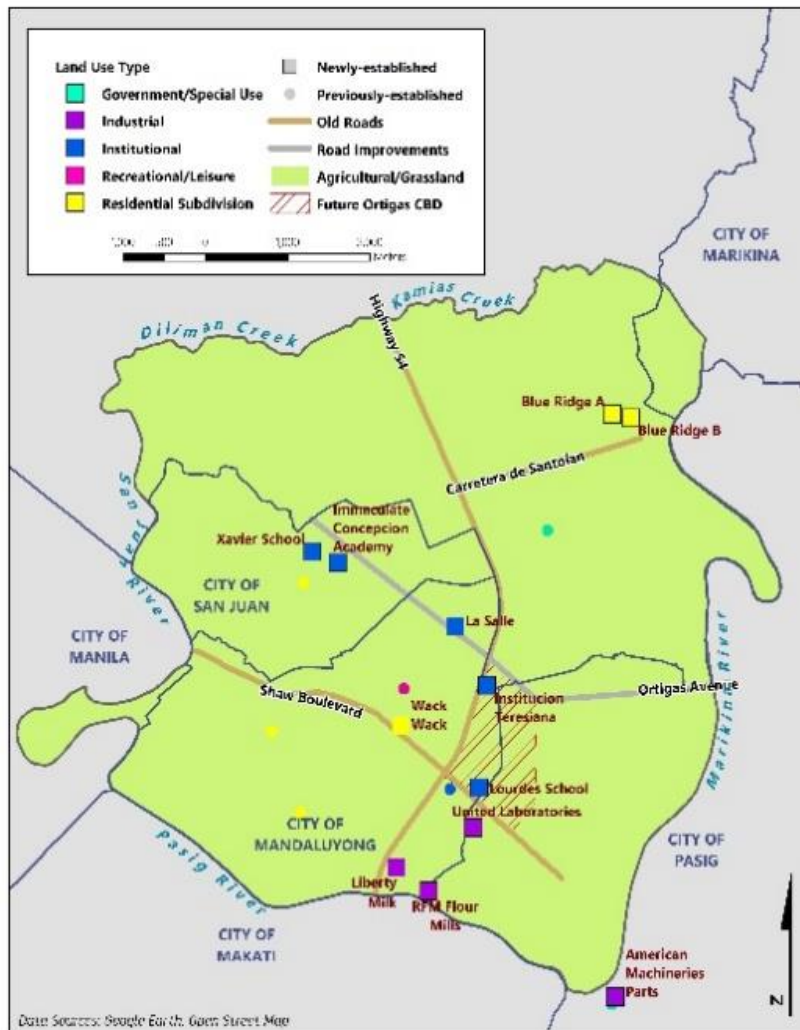 Land Use Type
Government/Special Use
Industrial
Institutional
Recreational/Leisure
Residential Subdivision
Newly-established
Previously-established
Old Roads
Road Improvements
Agricultural/Grassland
Future Ortigas CBD
0
Meters
CITY OF
MARIKINA
Kamias Creek
Diliman Creek
Highway 54
Blue Ridge A
Blue Ridge B
Carretera de Santolan
San Juan River
Immaculate
Concepcion
Academy
Xavier School
CITY OF
SAN JUAN
La Salle
CITY OF
MANILA
Shaw Boulevard
Wack
Wack
Institucion
Teresiana
Ortigas Avenue
Marikina River
Lourdes School
United Laboratories
CITY OF
MANDALUYONG
CITY OF
PASIG
Pasig River
Liberty
Milk
RFM Flour
Mills
CITY OF
MAKATI
American
Machineries
Parts
N
Data Sources: Google Earth, Open Street Map